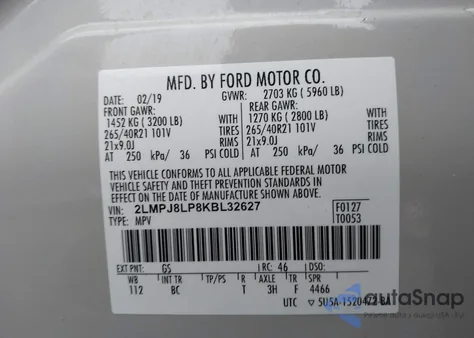 MFD. BY FORD MOTOR CO.
DATE: 02/19 GVWR: 2703 KG ( 5960 LB)
FRONT GAWR: REAR GAWR:
1452 KG ( 3200 LB) WITH 1270 KG ( 2800 LB) WITH
265/40R21 101V TIRES 265/40R21 101V TIRES
21x9.0J RIMS 21x9.0J RIMS
AT 250 kPa/ 36 PSI COLD AT 250 kPa/ 36 PSI COLD
THIS VEHICLE CONFORMS TO ALL APPLICABLE FEDERAL MOTOR
VEHICLE SAFETY AND THEFT PREVENTION STANDARDS IN EFFECT
ON THE DATE OF MANUFACTURE SHOWN ABOVE.
VIN: 2LMPJ8LP8KBL32627 F0127
TYPE: MPV T0053
EXT PNT: GS RC: 46 DSO:
WB INT TR TP/PS R AXLE TR SPR
112 BC T 3H F 4466
UTC ▽ 5U5A-1520472-BA
autoSnap